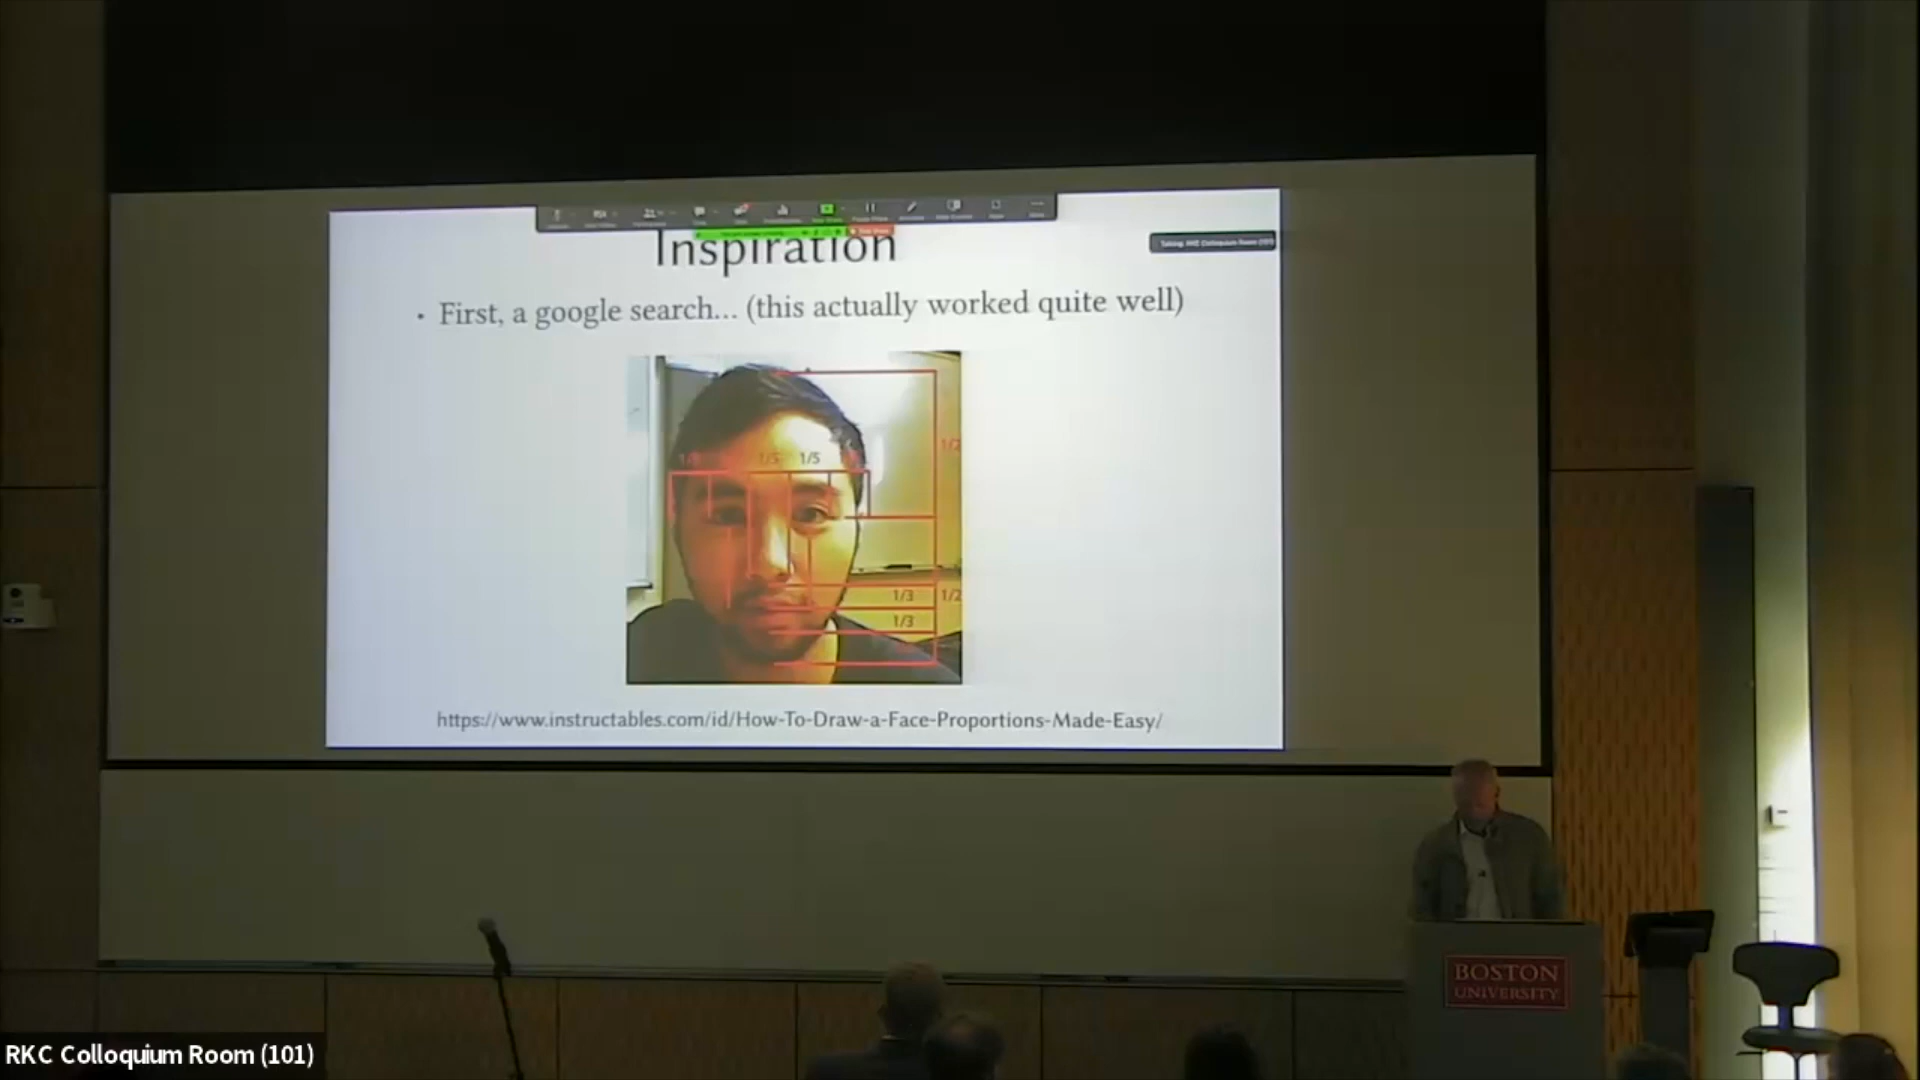 Inspiration
• First, a google search... (this actually worked quite well)
1/2
1/5 1/5
1/3 1/2
1/3
https://www.instructables.com/id/How-To-Draw-a-Face-Proportions-Made-Easy/
BOSTON
UNIVERSITY
RKC Colloquium Room (101)